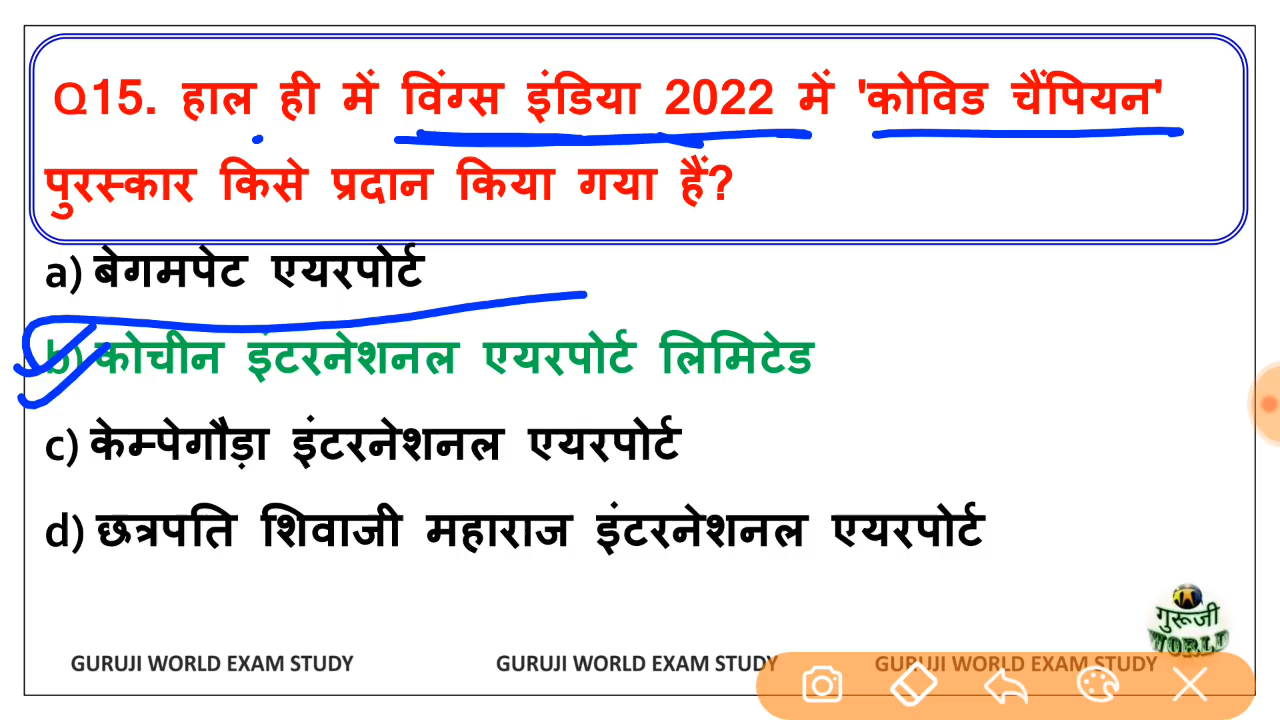 Q15. हाल ही में विंग्स इंडिया 2022 में 'कोविड चैंपियन'
पुरस्कार किसे प्रदान किया गया हैं?
a) बेगमपेट एयरपोर्ट
b) कोचीन इंटरनेशनल एयरपोर्ट लिमिटेड
c) केम्पेगौड़ा इंटरनेशनल एयरपोर्ट
d) छत्रपति शिवाजी महाराज इंटरनेशनल एयरपोर्ट
गुरूजी
WORLD
GURUJI WORLD EXAM STUDY GURUJI WORLD EXAM STUDY GURUJI WORLD EXAM STUDY